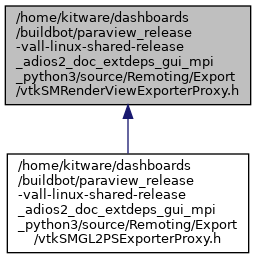 /home/kitware/dashboards
/buildbot/paraview_release
-vall-linux-shared-release
_adios2_doc_extdeps_gui_mpi
_python3/source/Remoting/Export
/vtkSMRenderViewExporterProxy.h
/home/kitware/dashboards
/buildbot/paraview_release
-vall-linux-shared-release
_adios2_doc_extdeps_gui_mpi
_python3/source/Remoting/Export
/vtkSMGL2PSExporterProxy.h